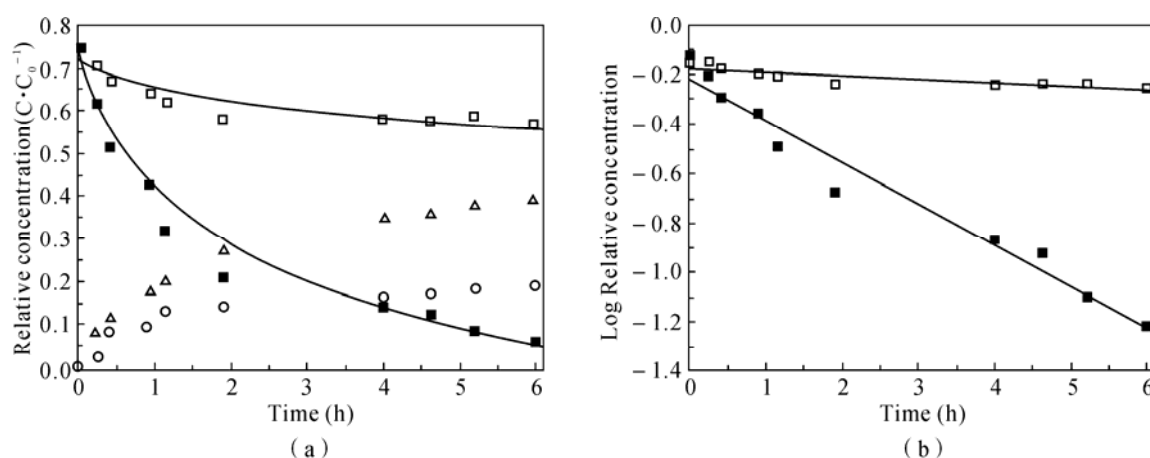 0.8
0.7
0.6
0.5
0.4
0.3
0.2
0.1
0.0
0 1 2 3 4 5 6
Relative concentration(C·C₀⁻¹)
Time (h)
( a )
-0.0
-0.2
-0.4
-0.6
-0.8
-1.0
-1.2
-1.4
0 1 2 3 4 5 6
Log Relative concentration
Time (h)
( b )